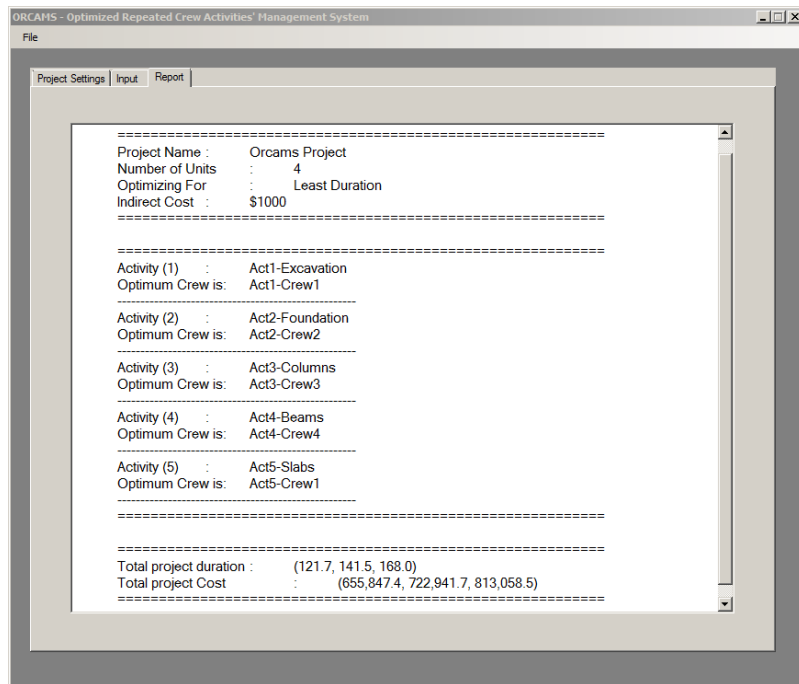 ORCAMS - Optimized Repeated Crew Activities' Management System
File
Project Settings Input Report
===========================================================
Project Name : Orcams Project
Number of Units : 4
Optimizing For : Least Duration
Indirect Cost : $1000
===========================================================
===========================================================
Activity (1) : Act1-Excavation
Optimum Crew is: Act1-Crew1
---------------------------------------------------
Activity (2) : Act2-Foundation
Optimum Crew is: Act2-Crew2
---------------------------------------------------
Activity (3) : Act3-Columns
Optimum Crew is: Act3-Crew3
---------------------------------------------------
Activity (4) : Act4-Beams
Optimum Crew is: Act4-Crew4
---------------------------------------------------
Activity (5) : Act5-Slabs
Optimum Crew is: Act5-Crew1
---------------------------------------------------
===========================================================
===========================================================
Total project duration : (121.7, 141.5, 168.0)
Total project Cost : (655,847.4, 722,941.7, 813,058.5)
===========================================================